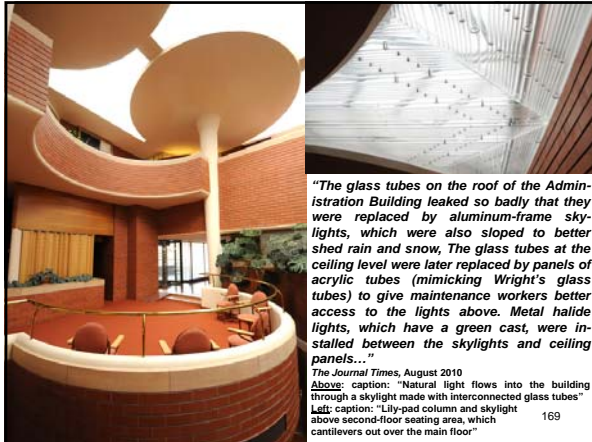 “The glass tubes on the roof of the Admin-
istration Building leaked so badly that they
were replaced by aluminum-frame sky-
lights, which were also sloped to better
shed rain and snow, The glass tubes at the
ceiling level were later replaced by panels of
acrylic tubes (mimicking Wright’s glass
tubes) to give maintenance workers better
access to the lights above. Metal halide
lights, which have a green cast, were in-
stalled between the skylights and ceiling
panels…”
The Journal Times, August 2010
Above: caption: “Natural light flows into the building
through a skylight made with interconnected glass tubes”
Left: caption: “Lily-pad column and skylight
above second-floor seating area, which
cantilevers out over the main floor”
169